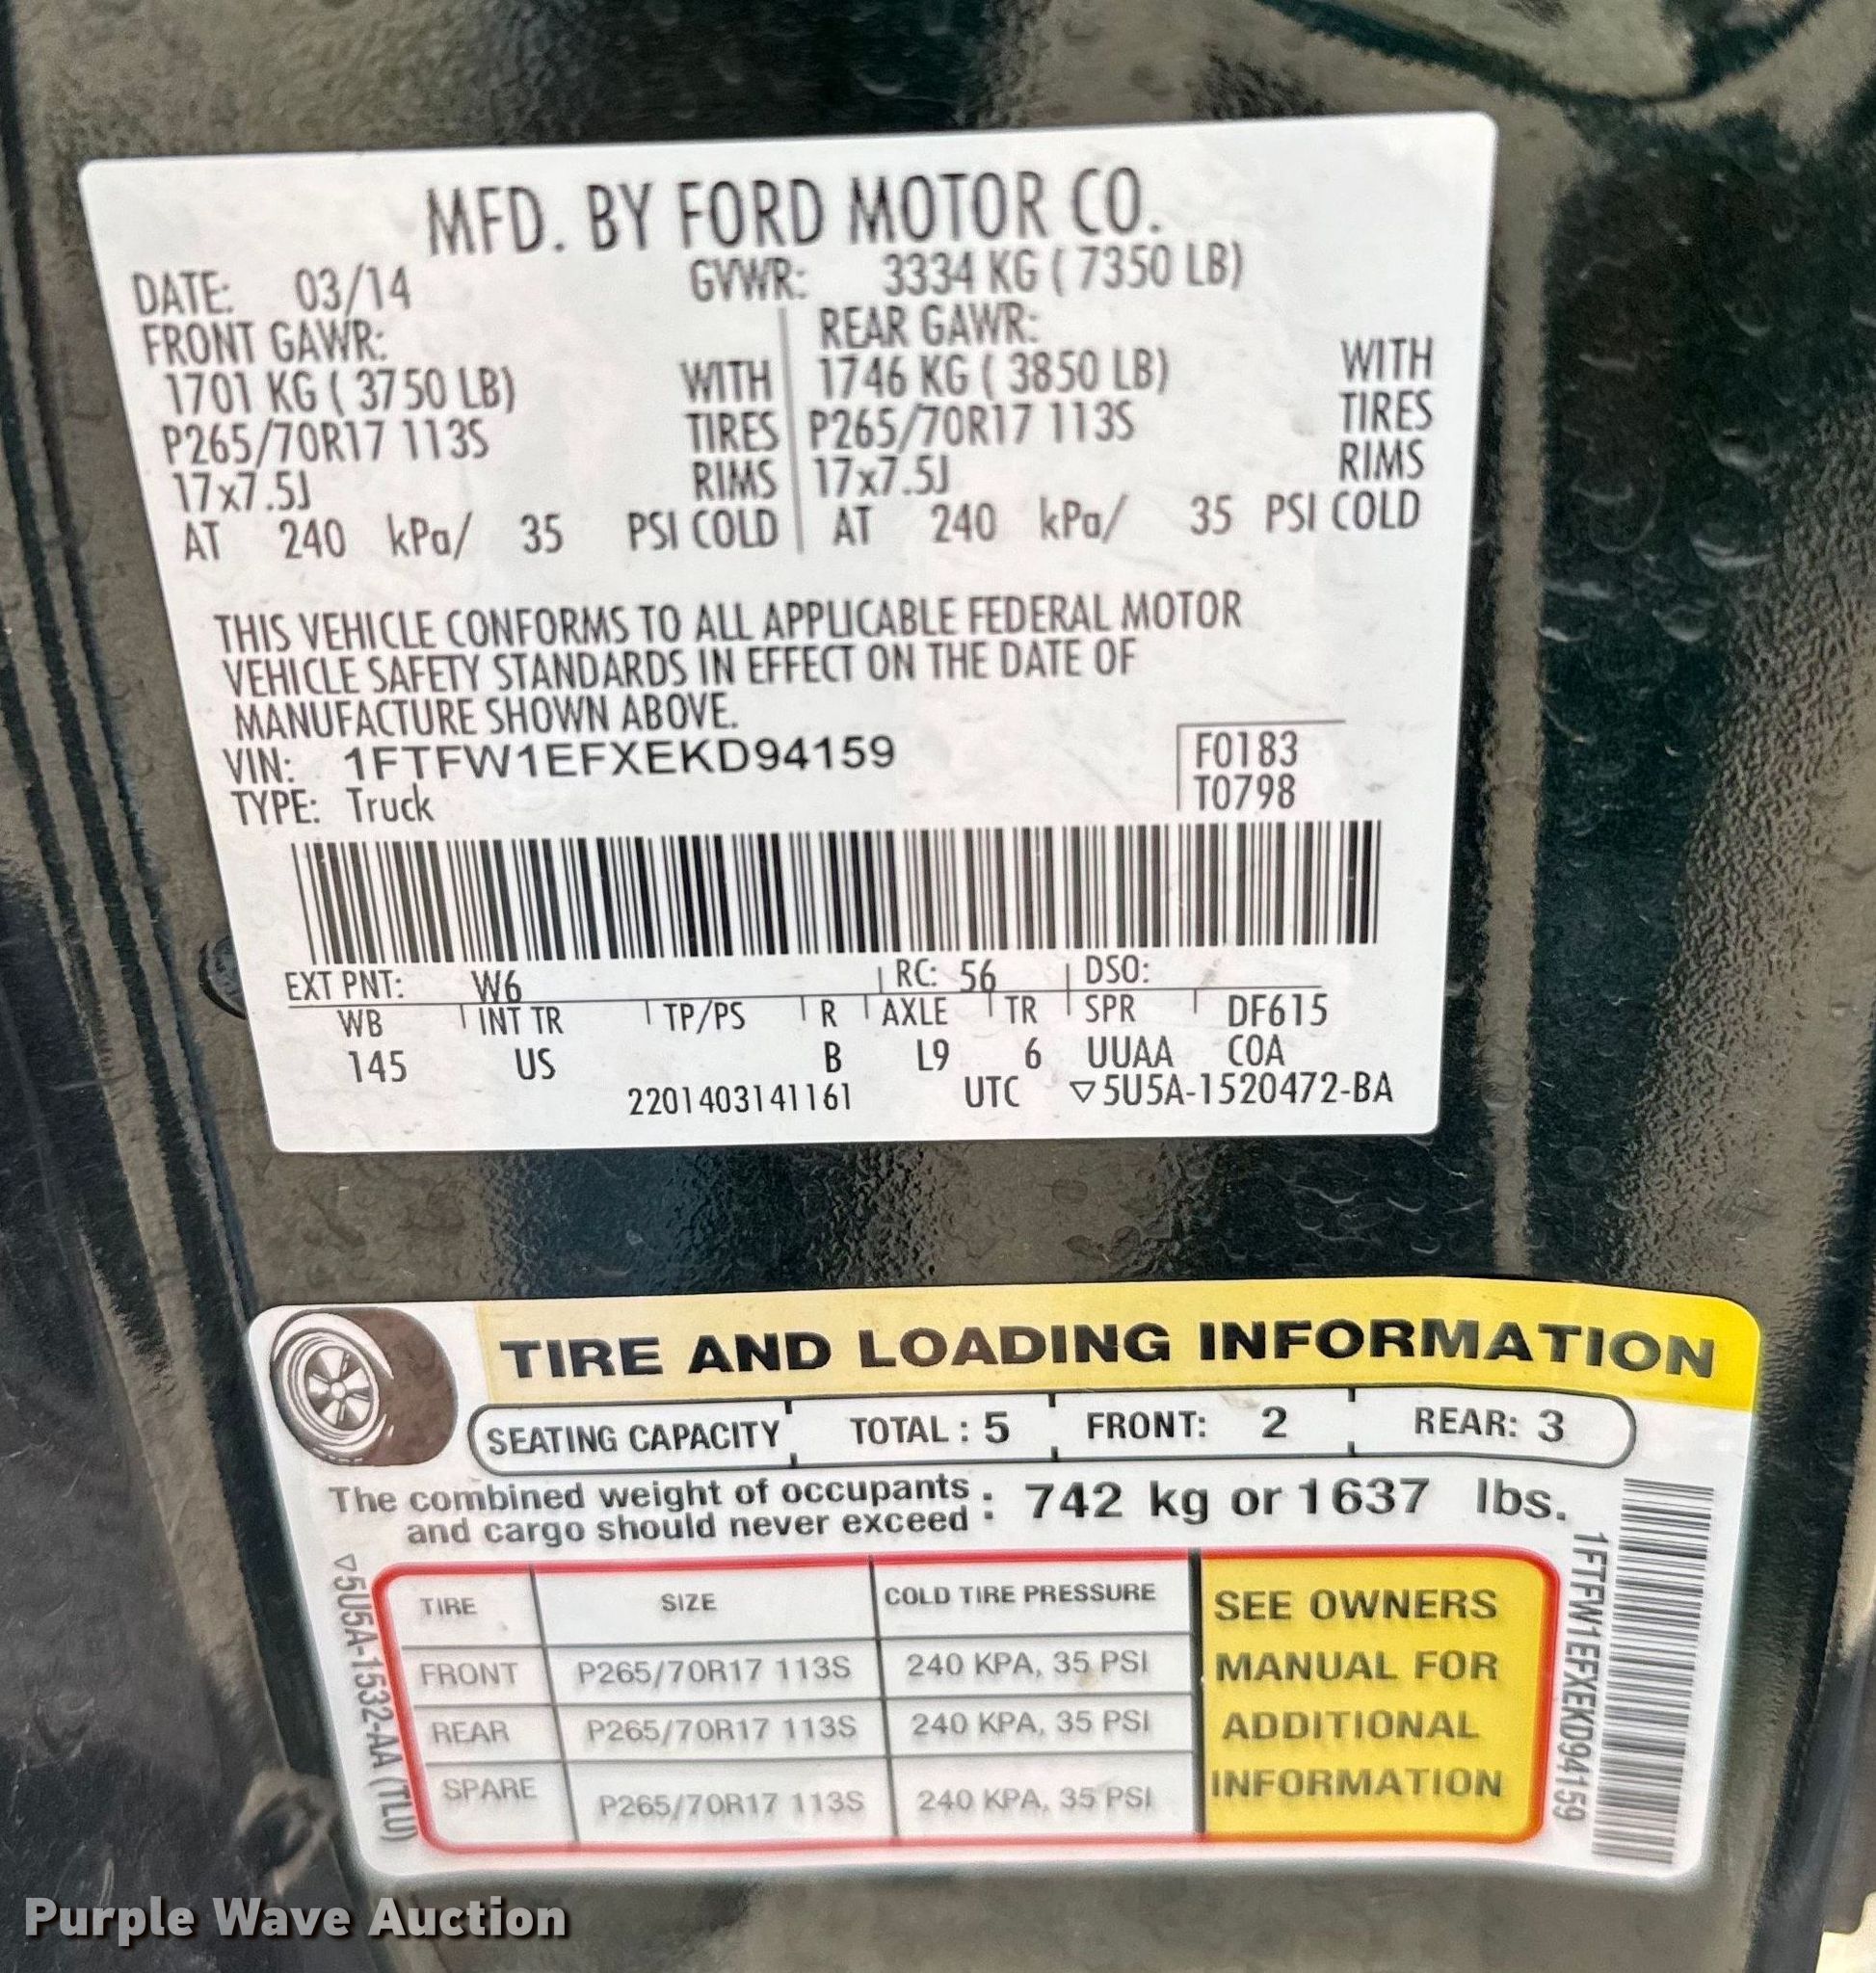 MFD. BY FORD MOTOR CO.
DATE: 03/14 GVWR: 3334 KG ( 7350 LB)
FRONT GAWR: REAR GAWR:
1701 KG ( 3750 LB) WITH 1746 KG ( 3850 LB) WITH
P265/70R17 113S TIRES P265/70R17 113S TIRES
17x7.5J RIMS 17x7.5J RIMS
AT 240 kPa/ 35 PSI COLD AT 240 kPa/ 35 PSI COLD
THIS VEHICLE CONFORMS TO ALL APPLICABLE FEDERAL MOTOR
VEHICLE SAFETY STANDARDS IN EFFECT ON THE DATE OF
MANUFACTURE SHOWN ABOVE.
VIN: 1FTFW1EFXEKD94159 F0183
TYPE: Truck T0798
EXT PNT: W6 RC: 56 DSO:
WB INT TR TP/PS R AXLE TR SPR DF615
145 US B L9 6 UUAA COA
2201403141161 UTC ▽5U5A-1520472-BA
TIRE AND LOADING INFORMATION
SEATING CAPACITY TOTAL : 5 FRONT: 2 REAR: 3
The combined weight of occupants
and cargo should never exceed : 742 kg or 1637 lbs.
TIRE SIZE COLD TIRE PRESSURE
FRONT P265/70R17 113S 240 KPA, 35 PSI
REAR P265/70R17 113S 240 KPA, 35 PSI
SPARE P265/70R17 113S 240 KPA, 35 PSI
SEE OWNERS
MANUAL FOR
ADDITIONAL
INFORMATION
▽5U5A-1532-AA (TLU)
1FTFW1EFXEKD94159
Purple Wave Auction